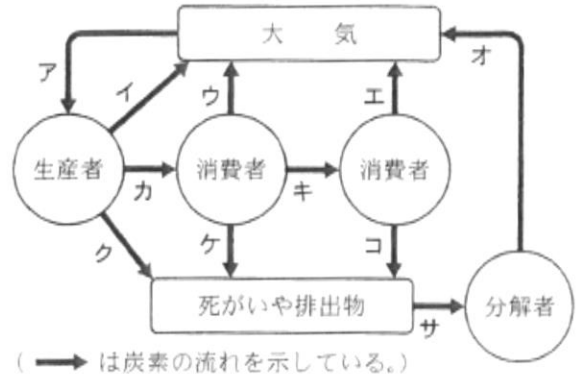 大 気
ア
イ
ウ
エ
オ
生産者
カ
消費者
キ
消費者
ク
ケ
コ
死がいや排出物
サ
分解者
( ➡ は炭素の流れを示している。)